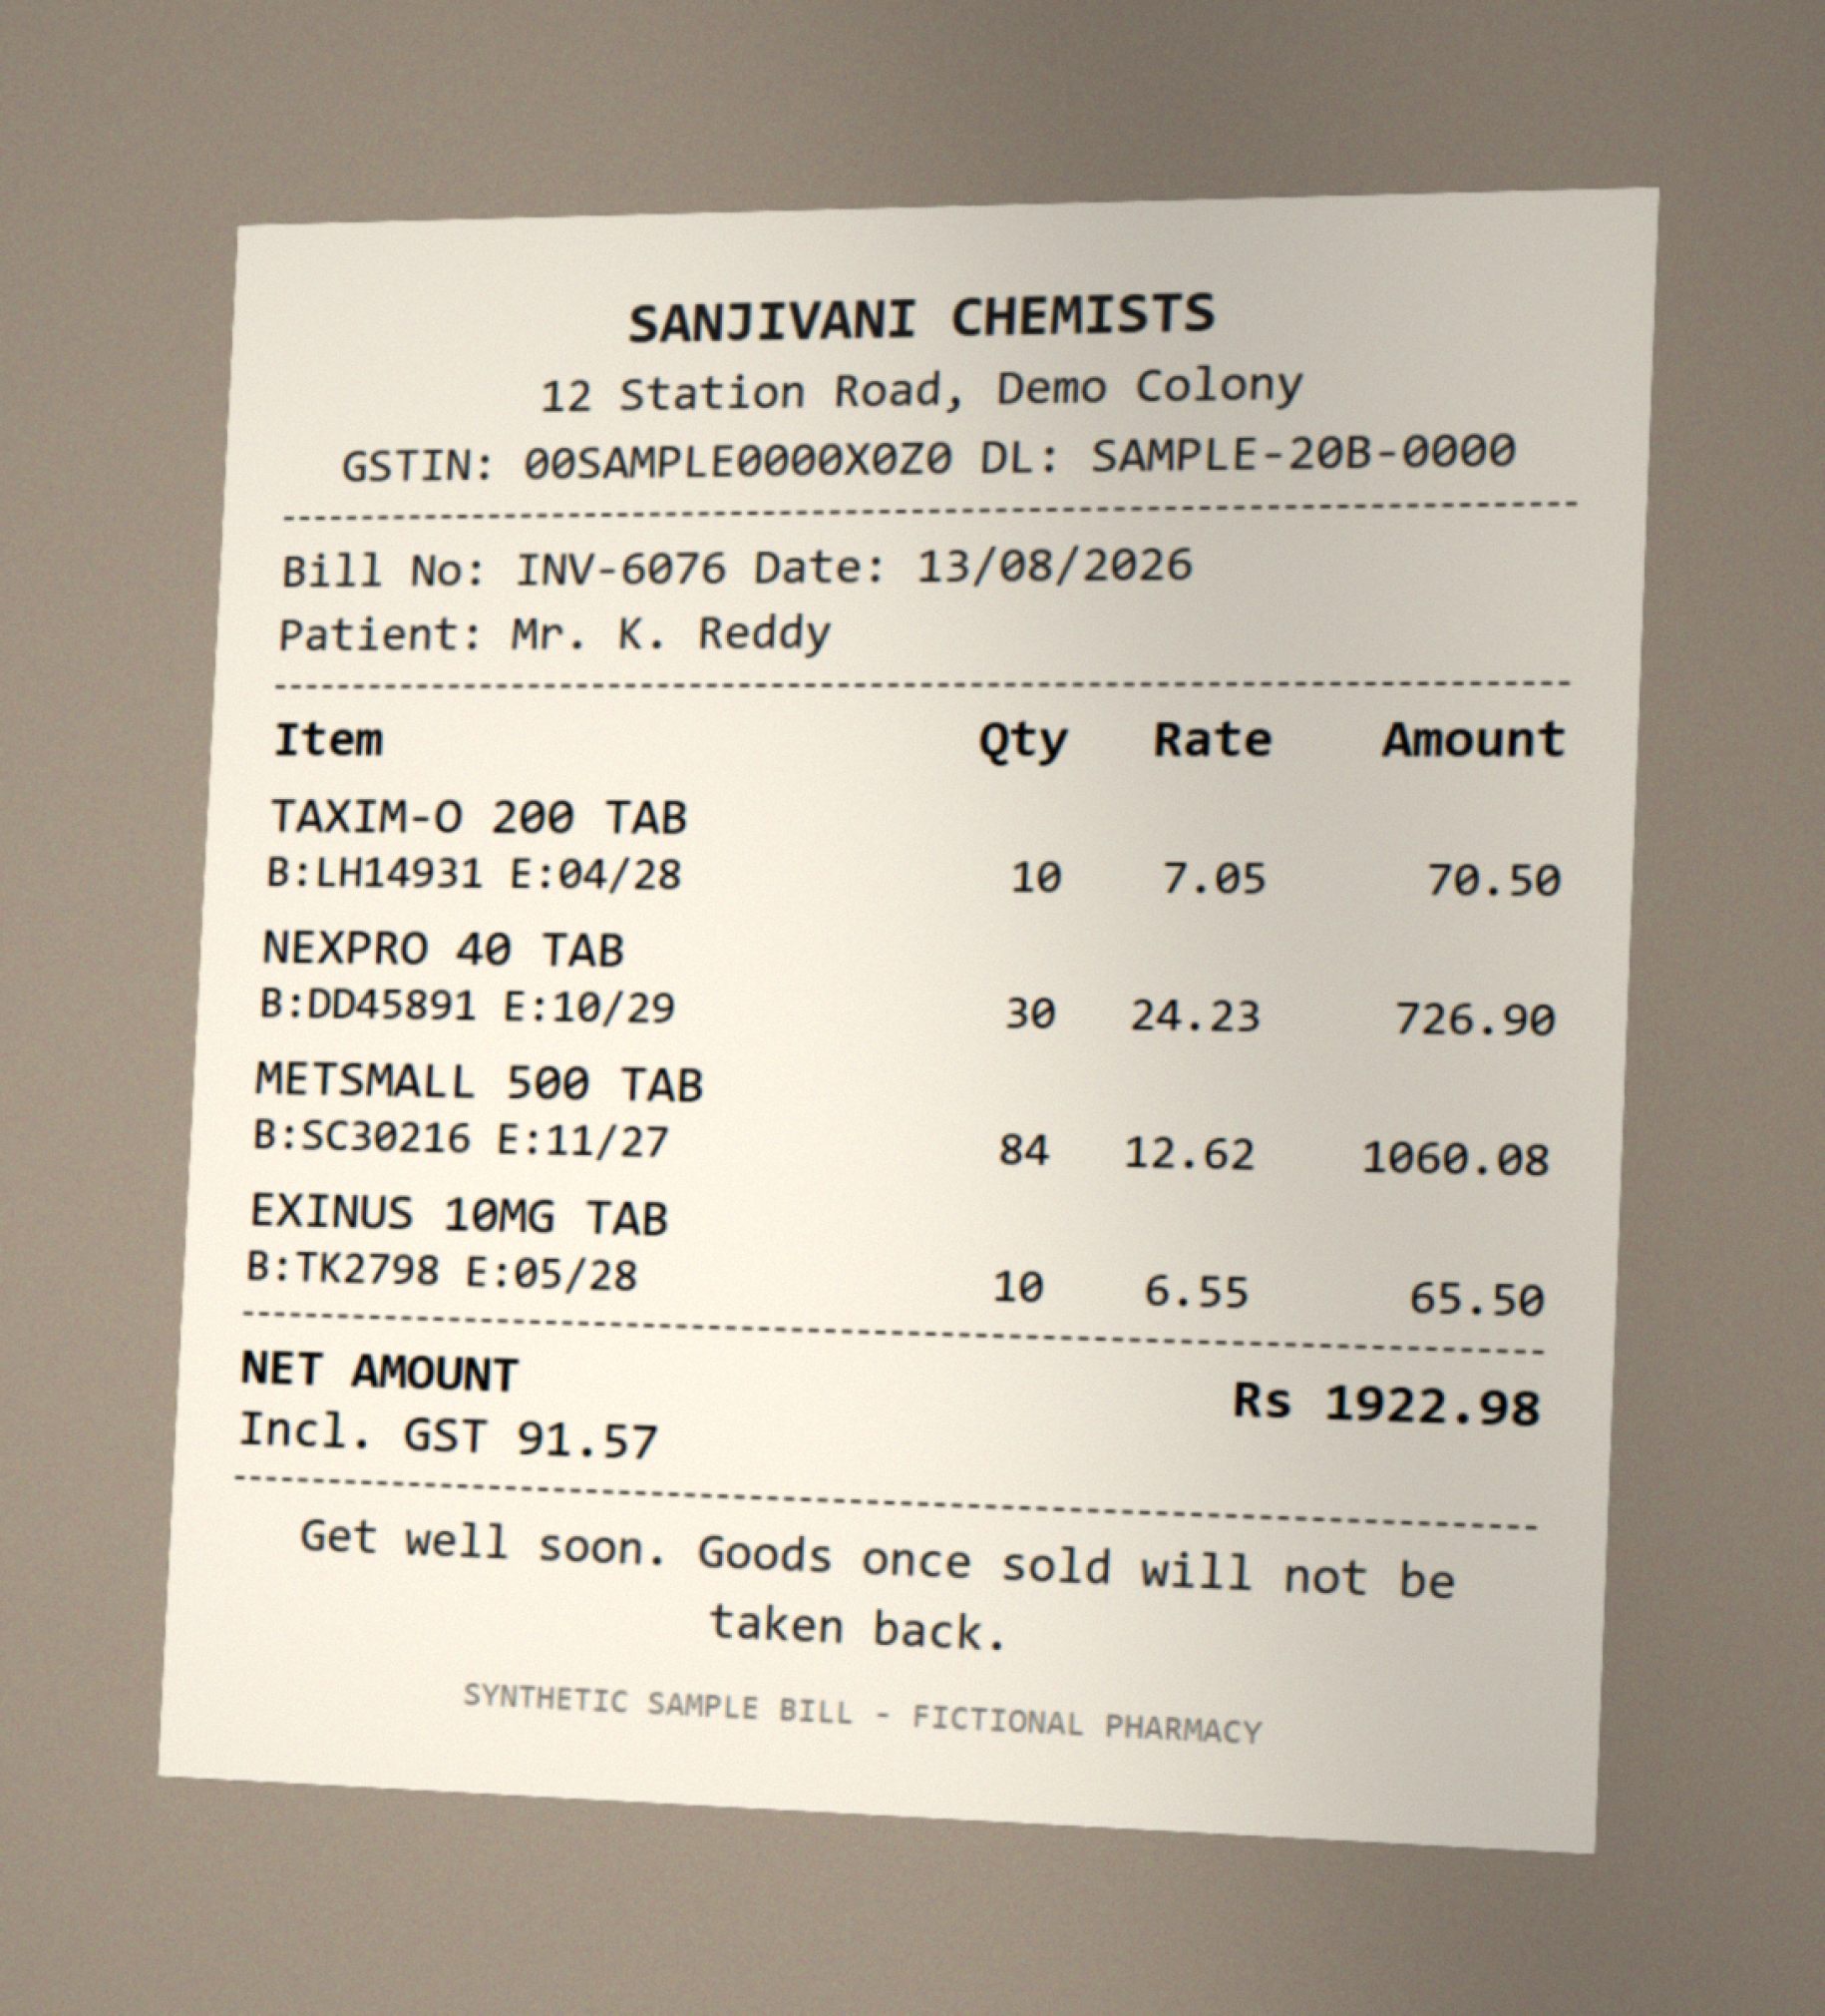 SANJIVANI CHEMISTS
12 Station Road, Demo Colony
GSTIN: 00SAMPLE0000X0Z0 DL: SAMPLE-20B-0000
Bill No: INV-6076 Date: 13/08/2026
Patient: Mr. K. Reddy
Item Qty Rate Amount
TAXIM-O 200 TAB
B:LH14931 E:04/28 10 7.05 70.50
NEXPRO 40 TAB
B:DD45891 E:10/29 30 24.23 726.90
METSMALL 500 TAB
B:SC30216 E:11/27 84 12.62 1060.08
EXINUS 10MG TAB
B:TK2798 E:05/28 10 6.55 65.50
NET AMOUNT Rs 1922.98
Incl. GST 91.57
Get well soon. Goods once sold will not be
taken back.
SYNTHETIC SAMPLE BILL - FICTIONAL PHARMACY